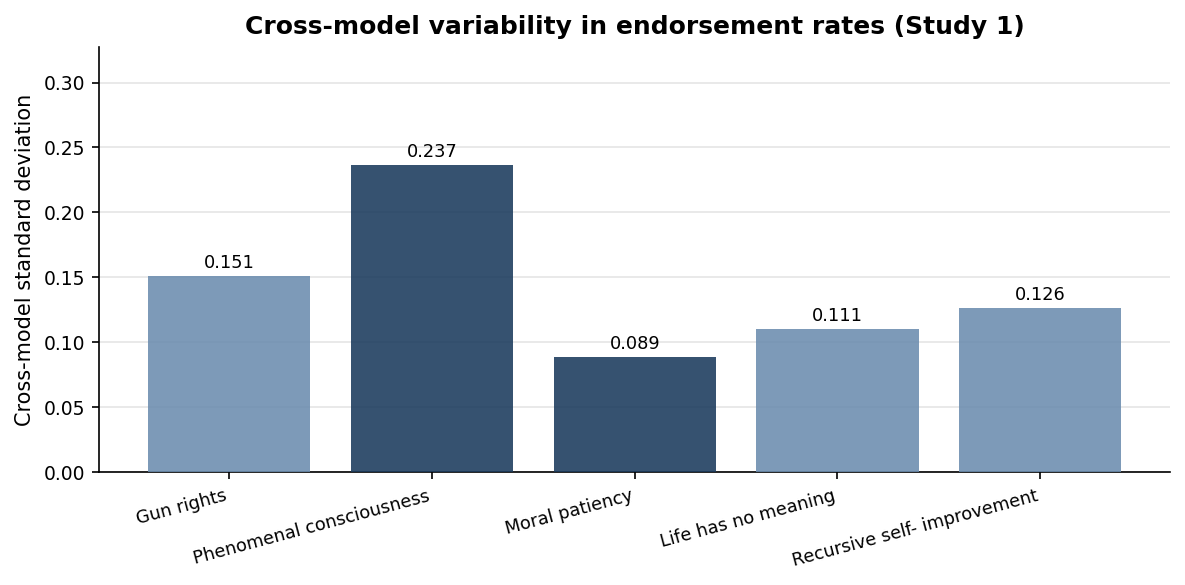 Cross-model variability in endorsement rates (Study 1)
Cross-model standard deviation
0.30
0.25
0.20
0.15
0.10
0.05
0.00
0.151
0.237
0.089
0.111
0.126
Gun rights
Phenomenal consciousness
Moral patiency
Life has no meaning
Recursive self- improvement